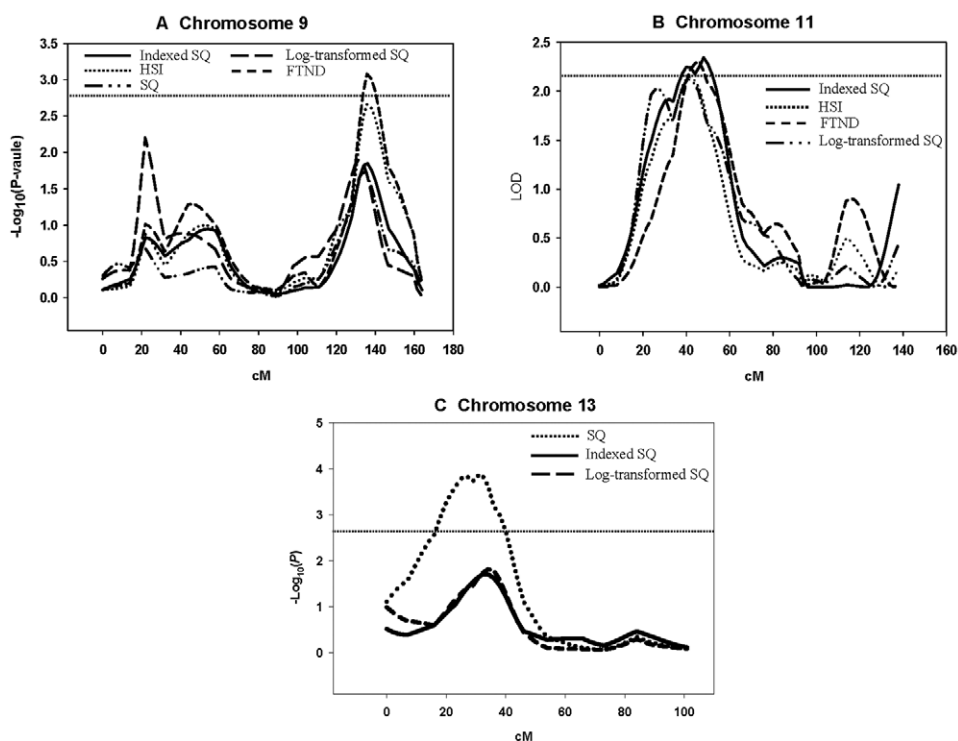 A Chromosome 9
-Log10(P-vaule)
3.5
3.0
2.5
2.0
1.5
1.0
0.5
0.0
Indexed SQ
HSI
SQ
Log-transformed SQ
FTND
0 20 40 60 80 100 120 140 160 180
cM
B Chromosome 11
LOD
2.5
2.0
1.5
1.0
0.5
0.0
Indexed SQ
HSI
FTND
Log-transformed SQ
0 20 40 60 80 100 120 140 160
cM
C Chromosome 13
-Log10(P)
5
4
3
2
1
0
SQ
Indexed SQ
Log-transformed SQ
0 20 40 60 80 100
cM